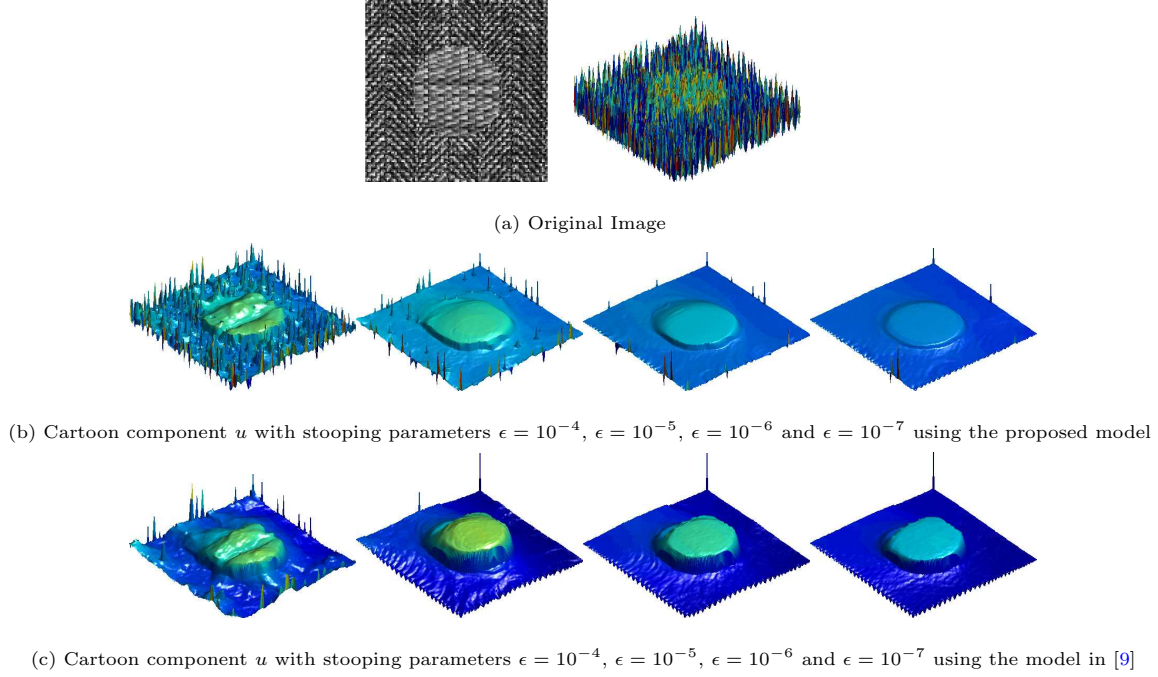 (a) Original Image
(b) Cartoon component u with stooping parameters ϵ = 10⁻⁴, ϵ = 10⁻⁵, ϵ = 10⁻⁶ and ϵ = 10⁻⁷ using the proposed model
(c) Cartoon component u with stooping parameters ϵ = 10⁻⁴, ϵ = 10⁻⁵, ϵ = 10⁻⁶ and ϵ = 10⁻⁷ using the model in [9]